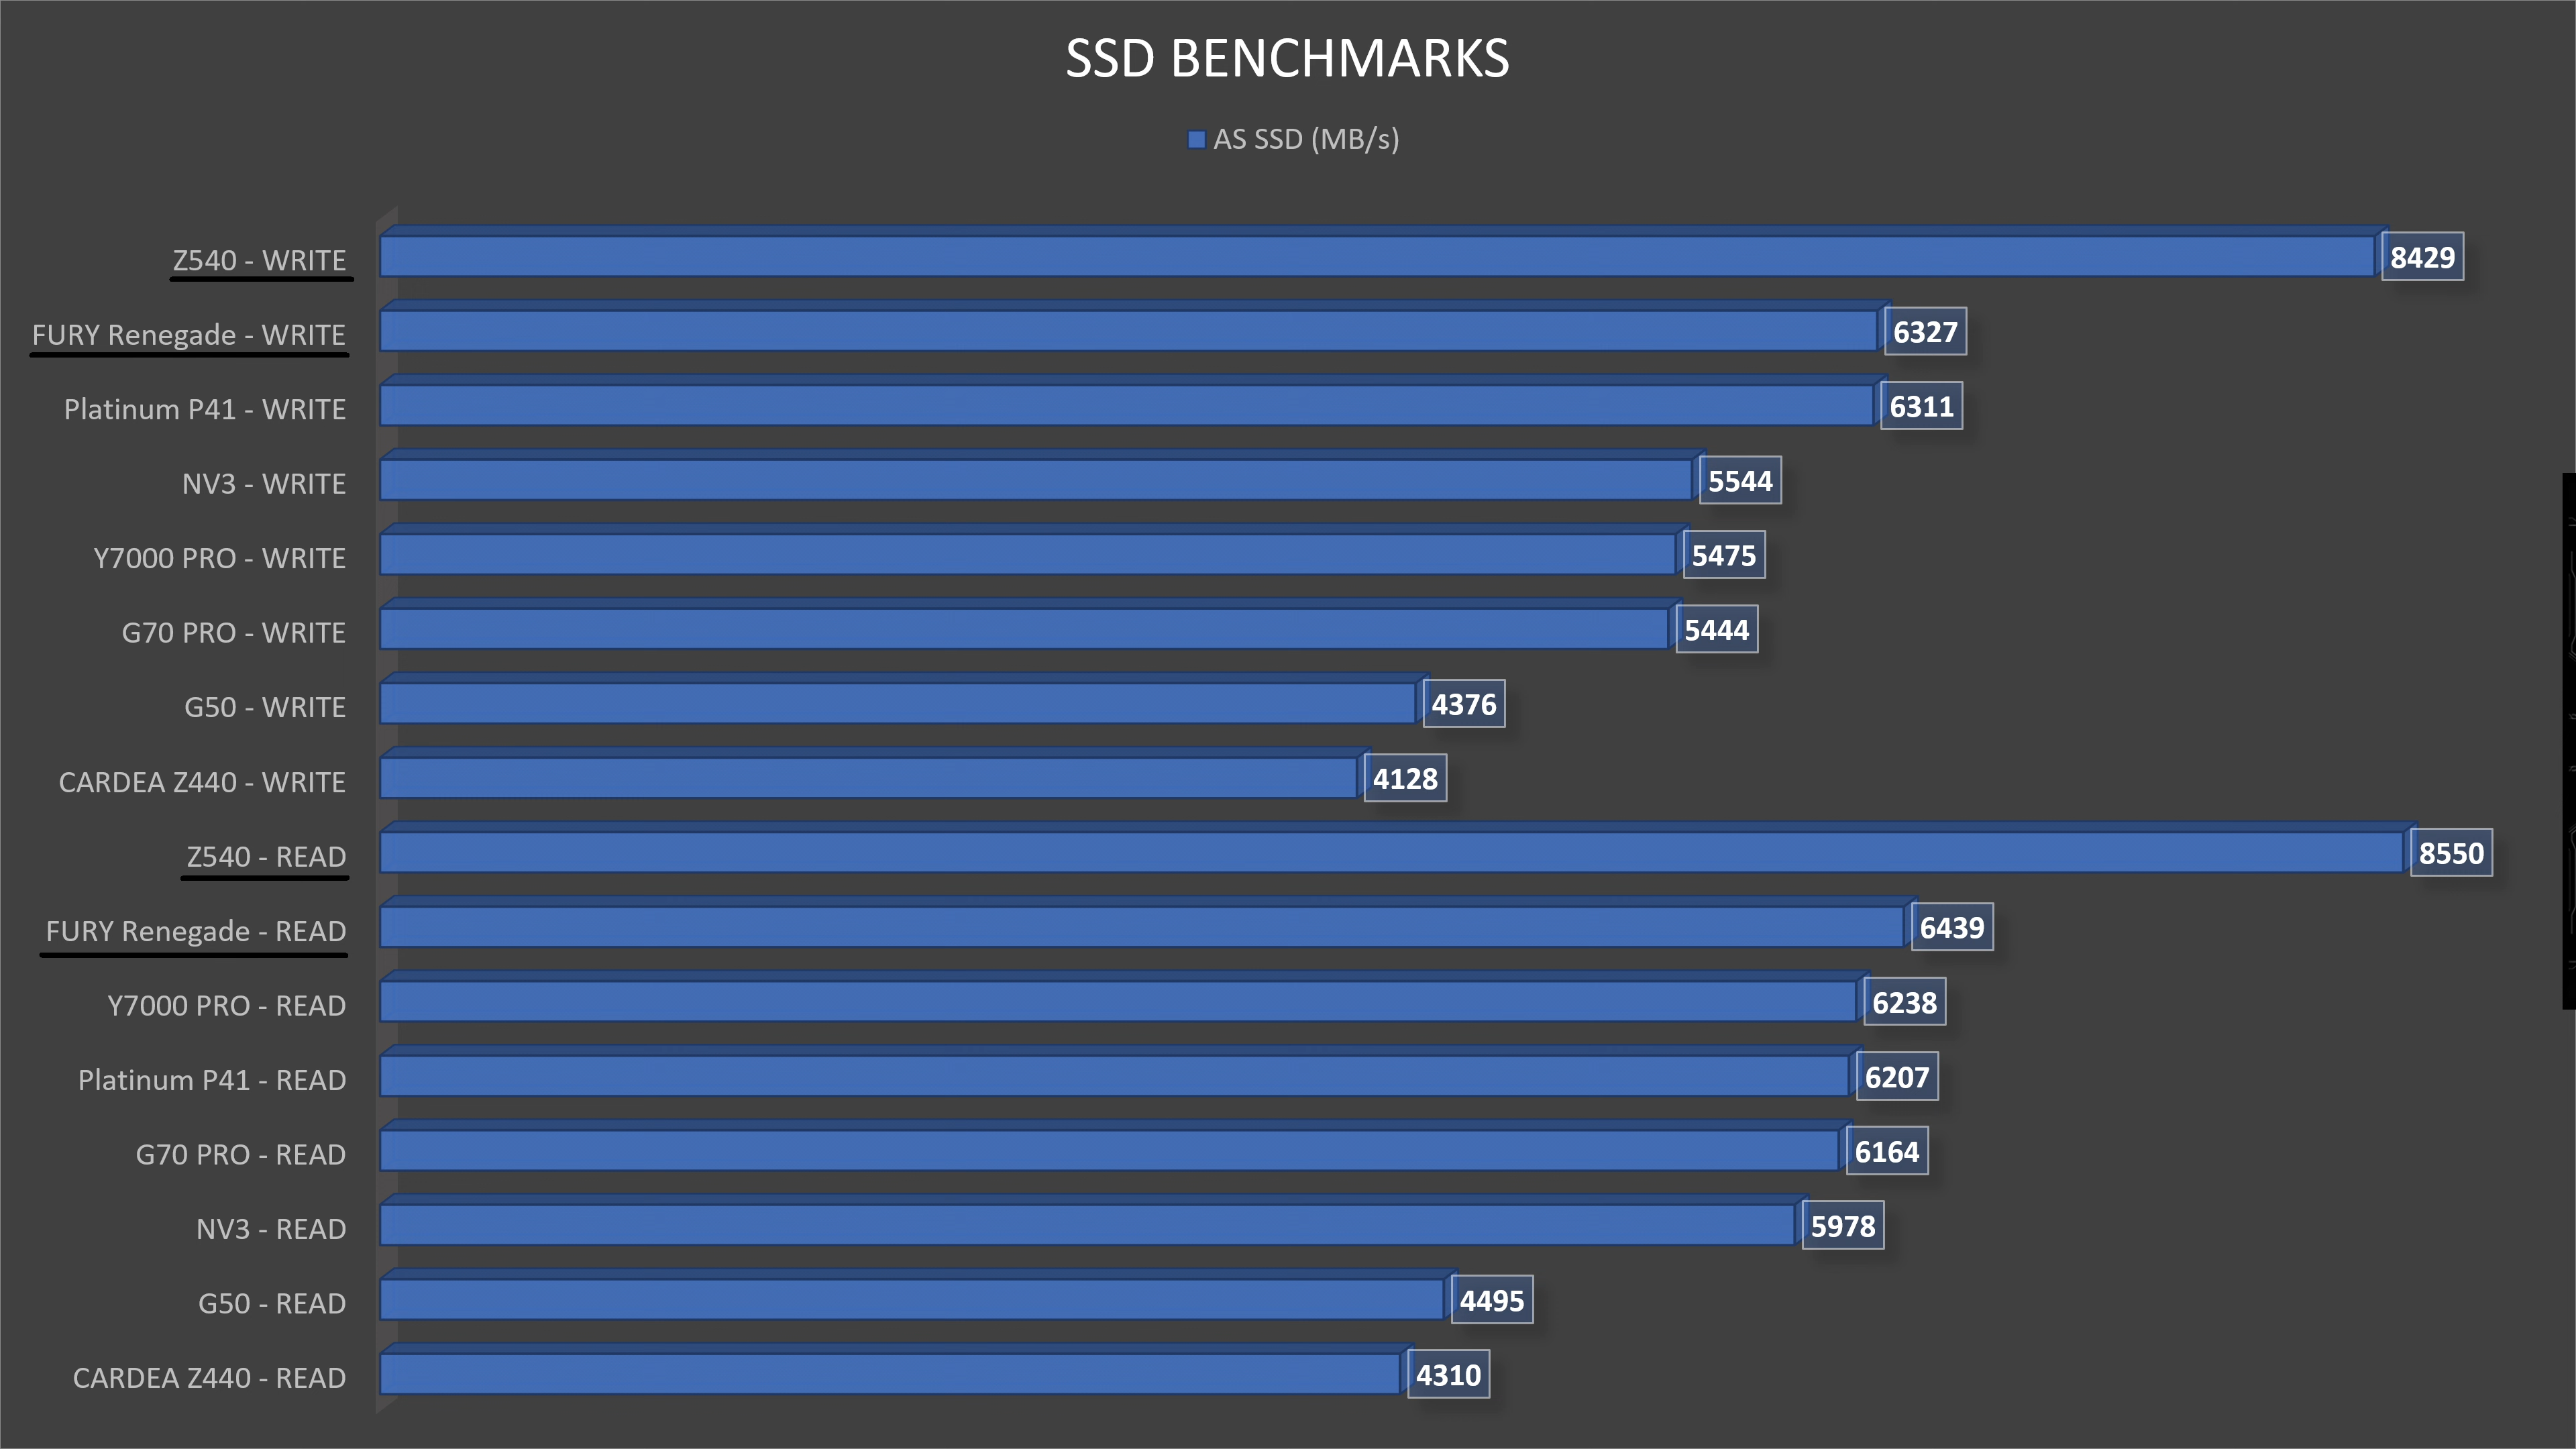 SSD BENCHMARKS
AS SSD (MB/s)
Z540 - WRITE 8429
FURY Renegade - WRITE 6327
Platinum P41 - WRITE 6311
NV3 - WRITE 5544
Y7000 PRO - WRITE 5475
G70 PRO - WRITE 5444
G50 - WRITE 4376
CARDEA Z440 - WRITE 4128
Z540 - READ 8550
FURY Renegade - READ 6439
Y7000 PRO - READ 6238
Platinum P41 - READ 6207
G70 PRO - READ 6164
NV3 - READ 5978
G50 - READ 4495
CARDEA Z440 - READ 4310